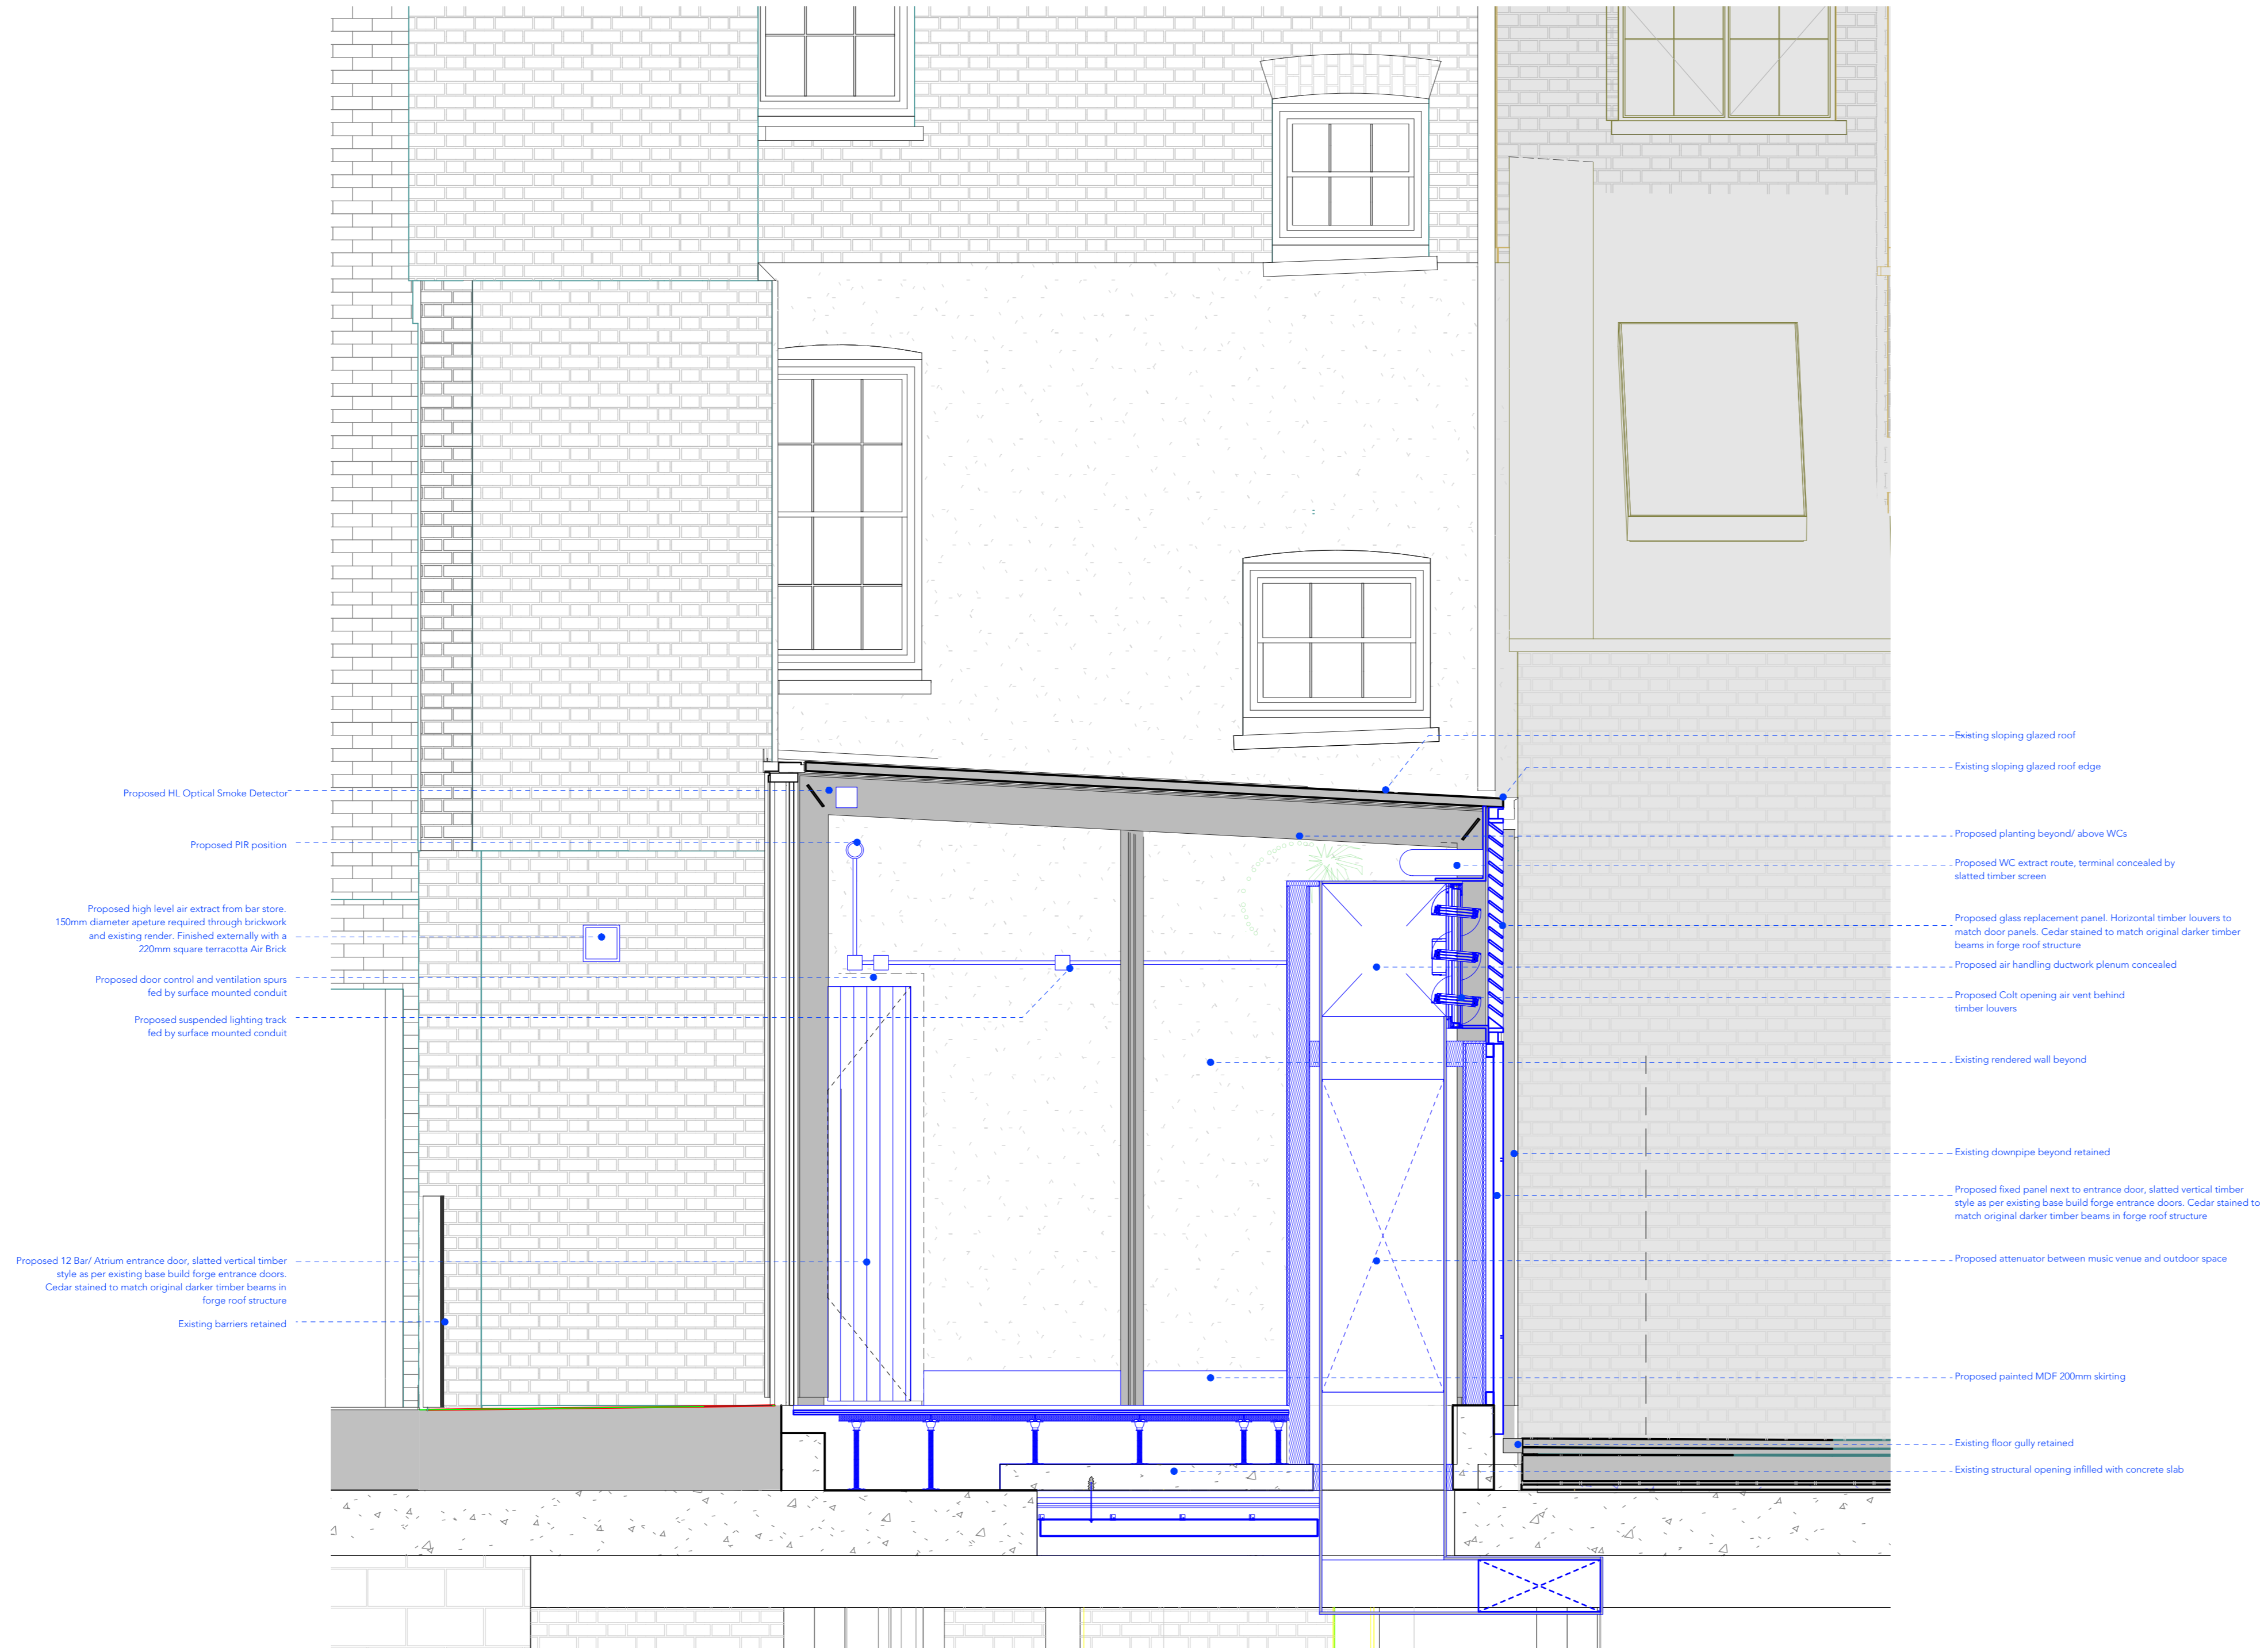 Proposed HL Optical Smoke Detector
Proposed PIR position
Proposed high level air extract from bar store.
150mm diameter apeture required through brickwork
and existing render. Finished externally with a
220mm square terracotta Air Brick
Proposed door control and ventilation spurs
fed by surface mounted conduit
Proposed suspended lighting track
fed by surface mounted conduit
Proposed 12 Bar/ Atrium entrance door, slatted vertical timber
style as per existing base build forge entrance doors.
Cedar stained to match original darker timber beams in
forge roof structure
Existing barriers retained
Existing sloping glazed roof
Existing sloping glazed roof edge
Proposed planting beyond/ above WCs
Proposed WC extract route, terminal concealed by
slatted timber screen
Proposed glass replacement panel. Horizontal timber louvers to
match door panels. Cedar stained to match original darker timber
beams in forge roof structure
Proposed air handling ductwork plenum concealed
Proposed Colt opening air vent behind
timber louvers
Existing rendered wall beyond
Existing downpipe beyond retained
Proposed fixed panel next to entrance door, slatted vertical timber
style as per existing base build forge entrance doors. Cedar stained to
match original darker timber beams in forge roof structure
Proposed attenuator between music venue and outdoor space
Proposed painted MDF 200mm skirting
Existing floor gully retained
Existing structural opening infilled with concrete slab